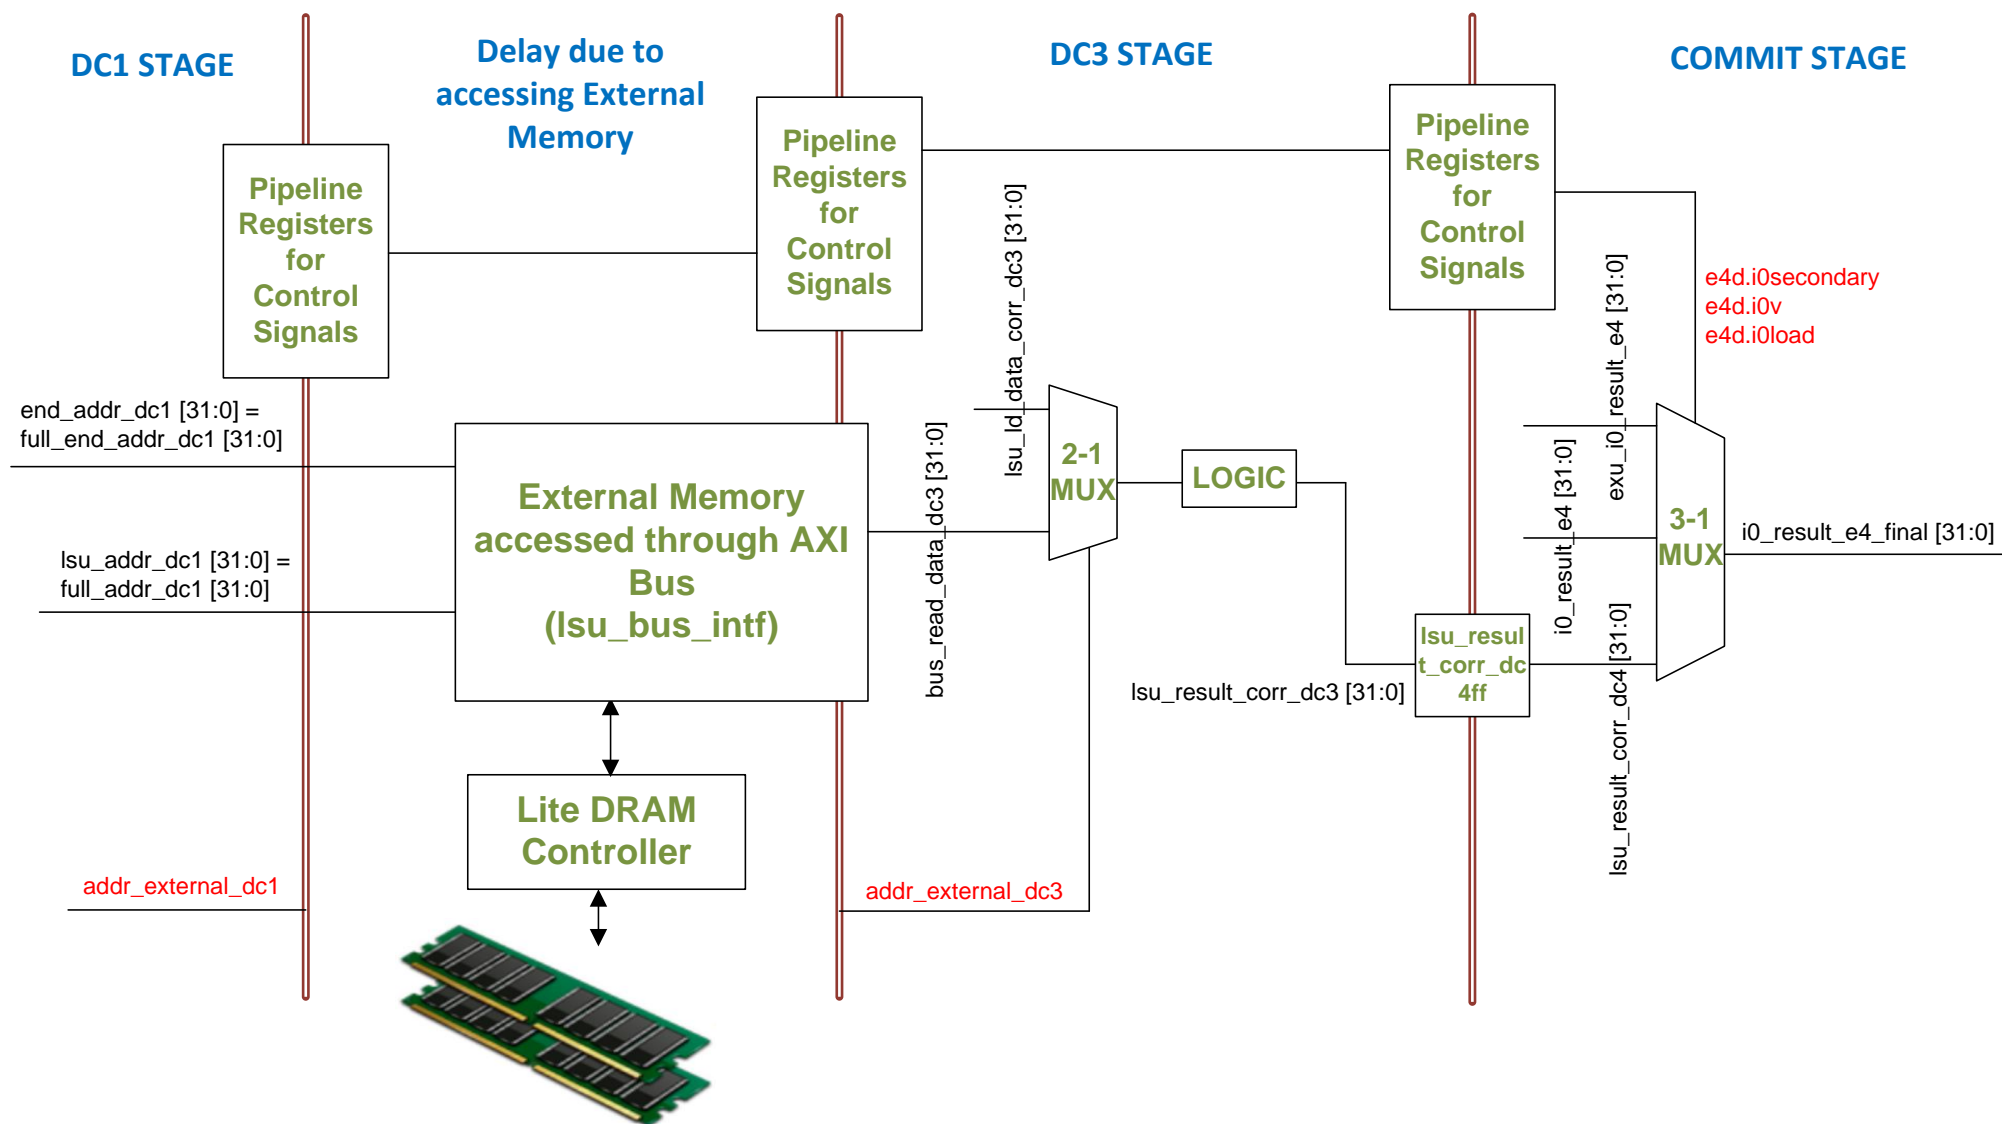 DC1 STAGE
Delay due to
accessing External
Memory
DC3 STAGE
COMMIT STAGE
Pipeline
Registers
for
Control
Signals
Pipeline
Registers
for
Control
Signals
Pipeline
Registers
for
Control
Signals
e4d.i0secondary
e4d.i0v
e4d.i0load
end_addr_dc1 [31:0] =
full_end_addr_dc1 [31:0]
lsu_addr_dc1 [31:0] =
full_addr_dc1 [31:0]
External Memory
accessed through AXI
Bus
(lsu_bus_intf)
bus_read_data_dc3 [31:0]
lsu_ld_data_corr_dc3 [31:0]
2-1
MUX
LOGIC
lsu_result_corr_dc3 [31:0]
lsu_resul
t_corr_dc
4ff
exu_i0_result_e4 [31:0]
i0_result_e4 [31:0]
lsu_result_corr_dc4 [31:0]
3-1
MUX
i0_result_e4_final [31:0]
Lite DRAM
Controller
addr_external_dc1
addr_external_dc3